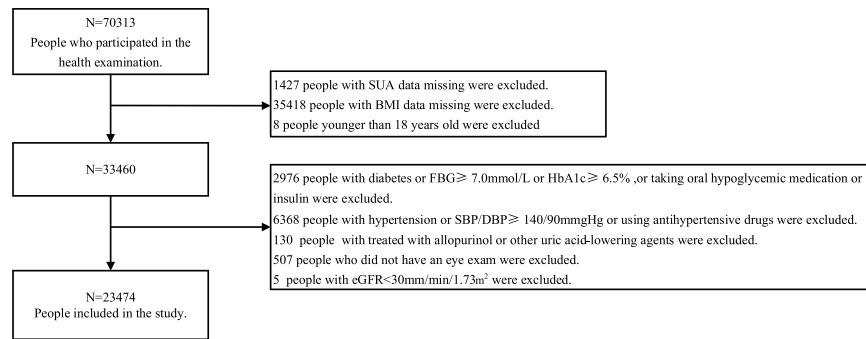 N=70313
People who participated in the
health examination.
1427 people with SUA data missing were excluded.
35418 people with BMI data missing were excluded.
8 people younger than 18 years old were excluded
N=33460
2976 people with diabetes or FBG≥ 7.0mmol/L or HbA1c≥ 6.5% ,or taking oral hypoglycemic medication or
insulin were excluded.
6368 people with hypertension or SBP/DBP≥ 140/90mmgHg or using antihypertensive drugs were excluded.
130 people with treated with allopurinol or other uric acid-lowering agents were excluded.
507 people who did not have an eye exam were excluded.
5 people with eGFR<30mm/min/1.73m² were excluded.
N=23474
People included in the study.